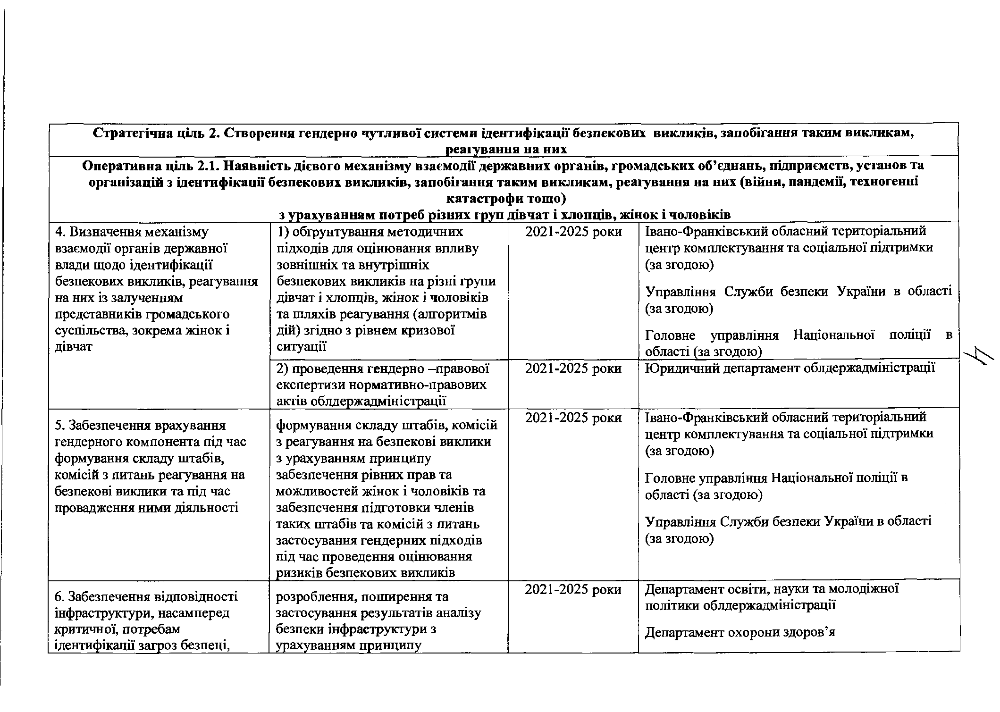 Стратегічна ціль 2. Створення гендерно чутливої системи ідентифікації безпекових викликів, запобігання таким викликам,
реагування на них
Оперативна ціль 2.1. Наявність дієвого механізму взаємодії державних органів, громадських об’єднань, підприємств, установ та
організацій з ідентифікації безпекових викликів, запобігання таким викликам, реагування на них (війни, пандемії, техногенні
катастрофи тощо)
з урахуванням потреб різних груп дівчат і хлопців, жінок і чоловіків
4. Визначення механізму
взаємодії органів державної
влади щодо ідентифікації
безпекових викликів, реагування
на них із залученням
представників громадського
суспільства, зокрема жінок і
дівчат
1) обґрунтування методичних
підходів для оцінювання впливу
зовнішніх та внутрішніх
безпекових викликів на різні групи
дівчат і хлопців, жінок і чоловіків
та шляхів реагування (алгоритмів
дій) згідно з рівнем кризової
ситуації
2021-2025 роки
Івано-Франківський обласний територіальний
центр комплектування та соціальної підтримки
(за згодою)
Управління Служби безпеки України в області
(за згодою)
Головне управління Національної поліції в
області (за згодою)
2) проведення гендерно –правової
експертизи нормативно-правових
актів облдержадміністрації
2021-2025 роки
Юридичний департамент облдержадміністрації
5. Забезпечення врахування
гендерного компонента під час
формування складу штабів,
комісій з питань реагування на
безпекові виклики та під час
провадження ними діяльності
формування складу штабів, комісій
з реагування на безпекові виклики
з урахуванням принципу
забезпечення рівних прав та
можливостей жінок і чоловіків та
забезпечення підготовки членів
таких штабів та комісій з питань
застосування гендерних підходів
під час проведення оцінювання
ризиків безпекових викликів
2021-2025 роки
Івано-Франківський обласний територіальний
центр комплектування та соціальної підтримки
(за згодою)
Головне управління Національної поліції в
області (за згодою)
Управління Служби безпеки України в області
(за згодою)
6. Забезпечення відповідності
інфраструктури, насамперед
критичної, потребам
ідентифікації загроз безпеці,
розроблення, поширення та
застосування результатів аналізу
безпеки інфраструктури з
урахуванням принципу
2021-2025 роки
Департамент освіти, науки та молодіжної
політики облдержадміністрації
Департамент охорони здоров’я